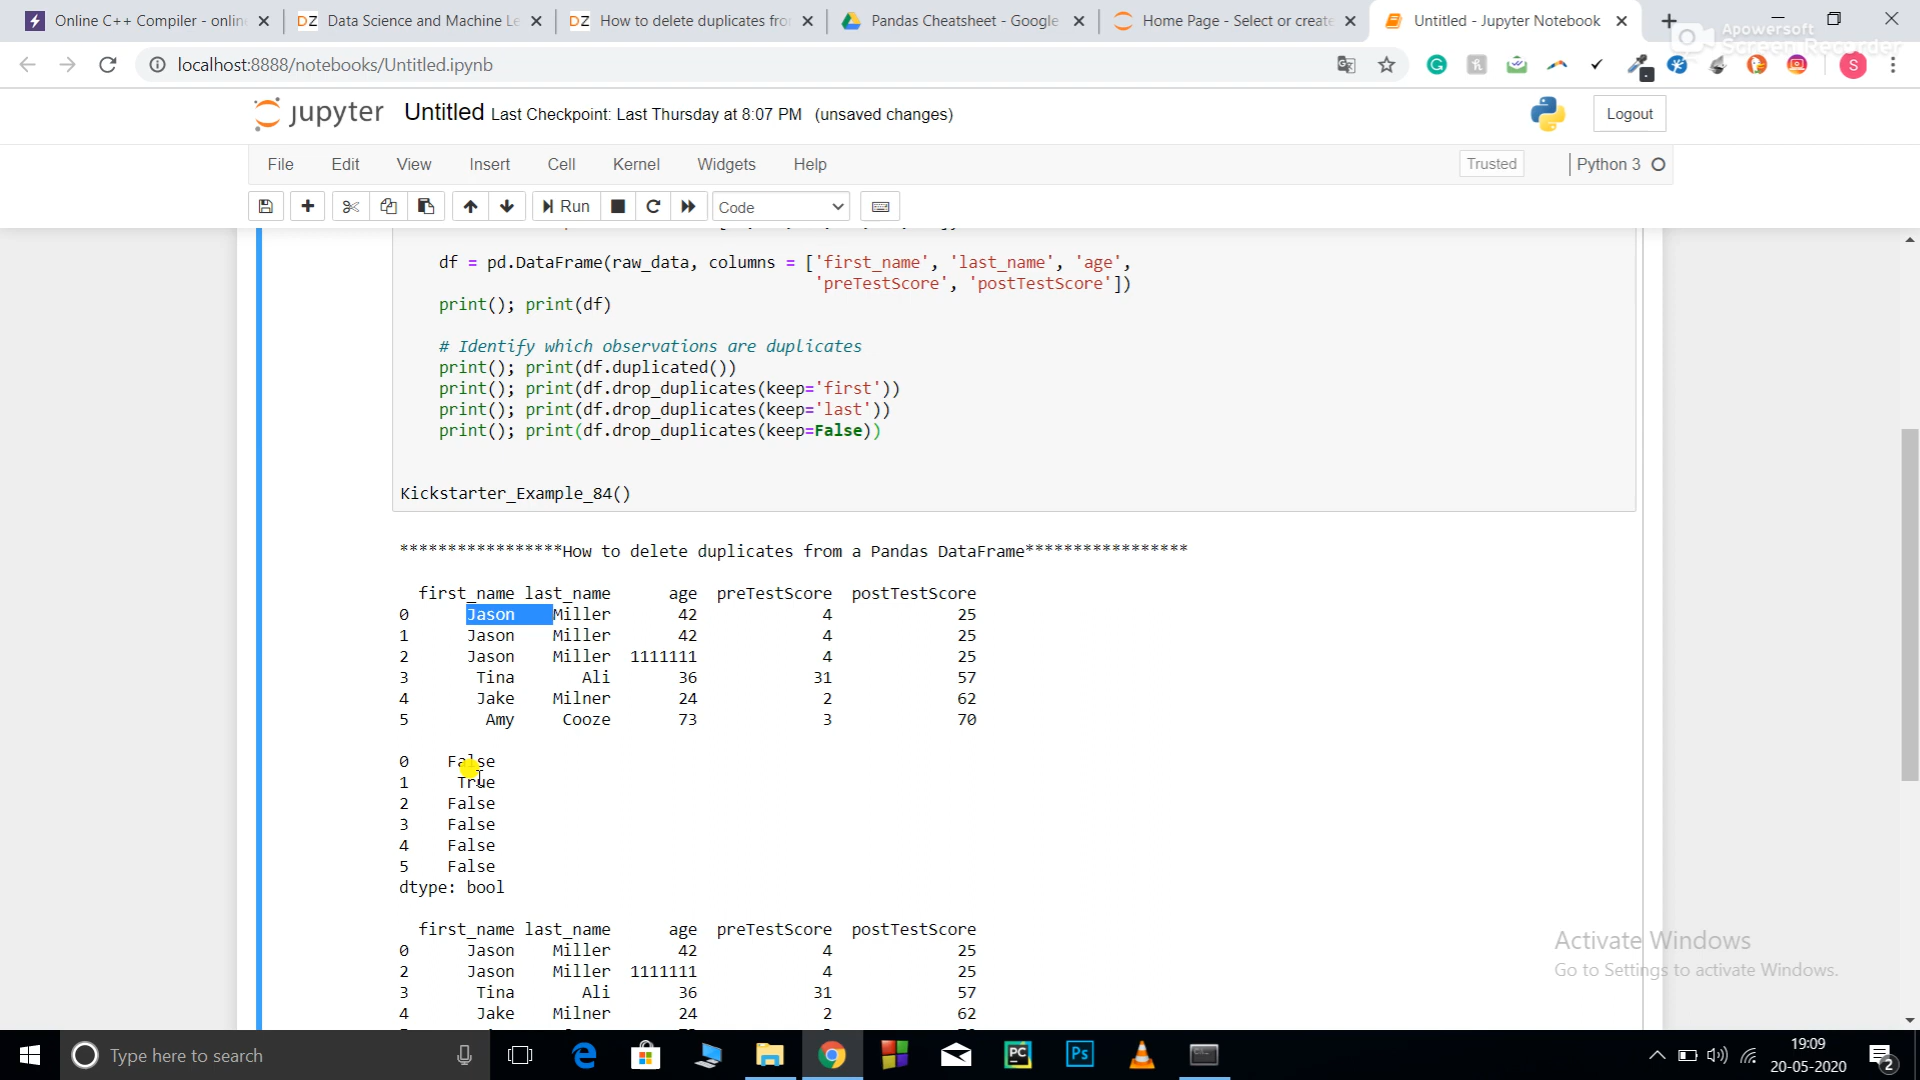 Online C++ Compiler - onlin
Data Science and Machine Le
How to delete duplicates fro
Pandas Cheatsheet - Google
Home Page - Select or create
Untitled - Jupyter Notebook
Apowersoft
Screen Recorder
localhost:8888/notebooks/Untitled.ipynb
S
jupyter Untitled Last Checkpoint: Last Thursday at 8:07 PM (unsaved changes)
Logout
File Edit View Insert Cell Kernel Widgets Help
Trusted Python 3
Run Code
df = pd.DataFrame(raw_data, columns = ['first_name', 'last_name', 'age',
'preTestScore', 'postTestScore'])
print(); print(df)
# Identify which observations are duplicates
print(); print(df.duplicated())
print(); print(df.drop_duplicates(keep='first'))
print(); print(df.drop_duplicates(keep='last'))
print(); print(df.drop_duplicates(keep=False))
Kickstarter_Example_84()
*****************How to delete duplicates from a Pandas DataFrame*****************
first_name last_name age preTestScore postTestScore
0 Jason Miller 42 4 25
1 Jason Miller 42 4 25
2 Jason Miller 1111111 4 25
3 Tina Ali 36 31 57
4 Jake Milner 24 2 62
5 Amy Cooze 73 3 70
0 False
1 True
2 False
3 False
4 False
5 False
dtype: bool
first_name last_name age preTestScore postTestScore
0 Jason Miller 42 4 25
2 Jason Miller 1111111 4 25
3 Tina Ali 36 31 57
4 Jake Milner 24 2 62
Activate Windows
Go to Settings to activate Windows.
Type here to search
PC
Ps
19:09
20-05-2020
2